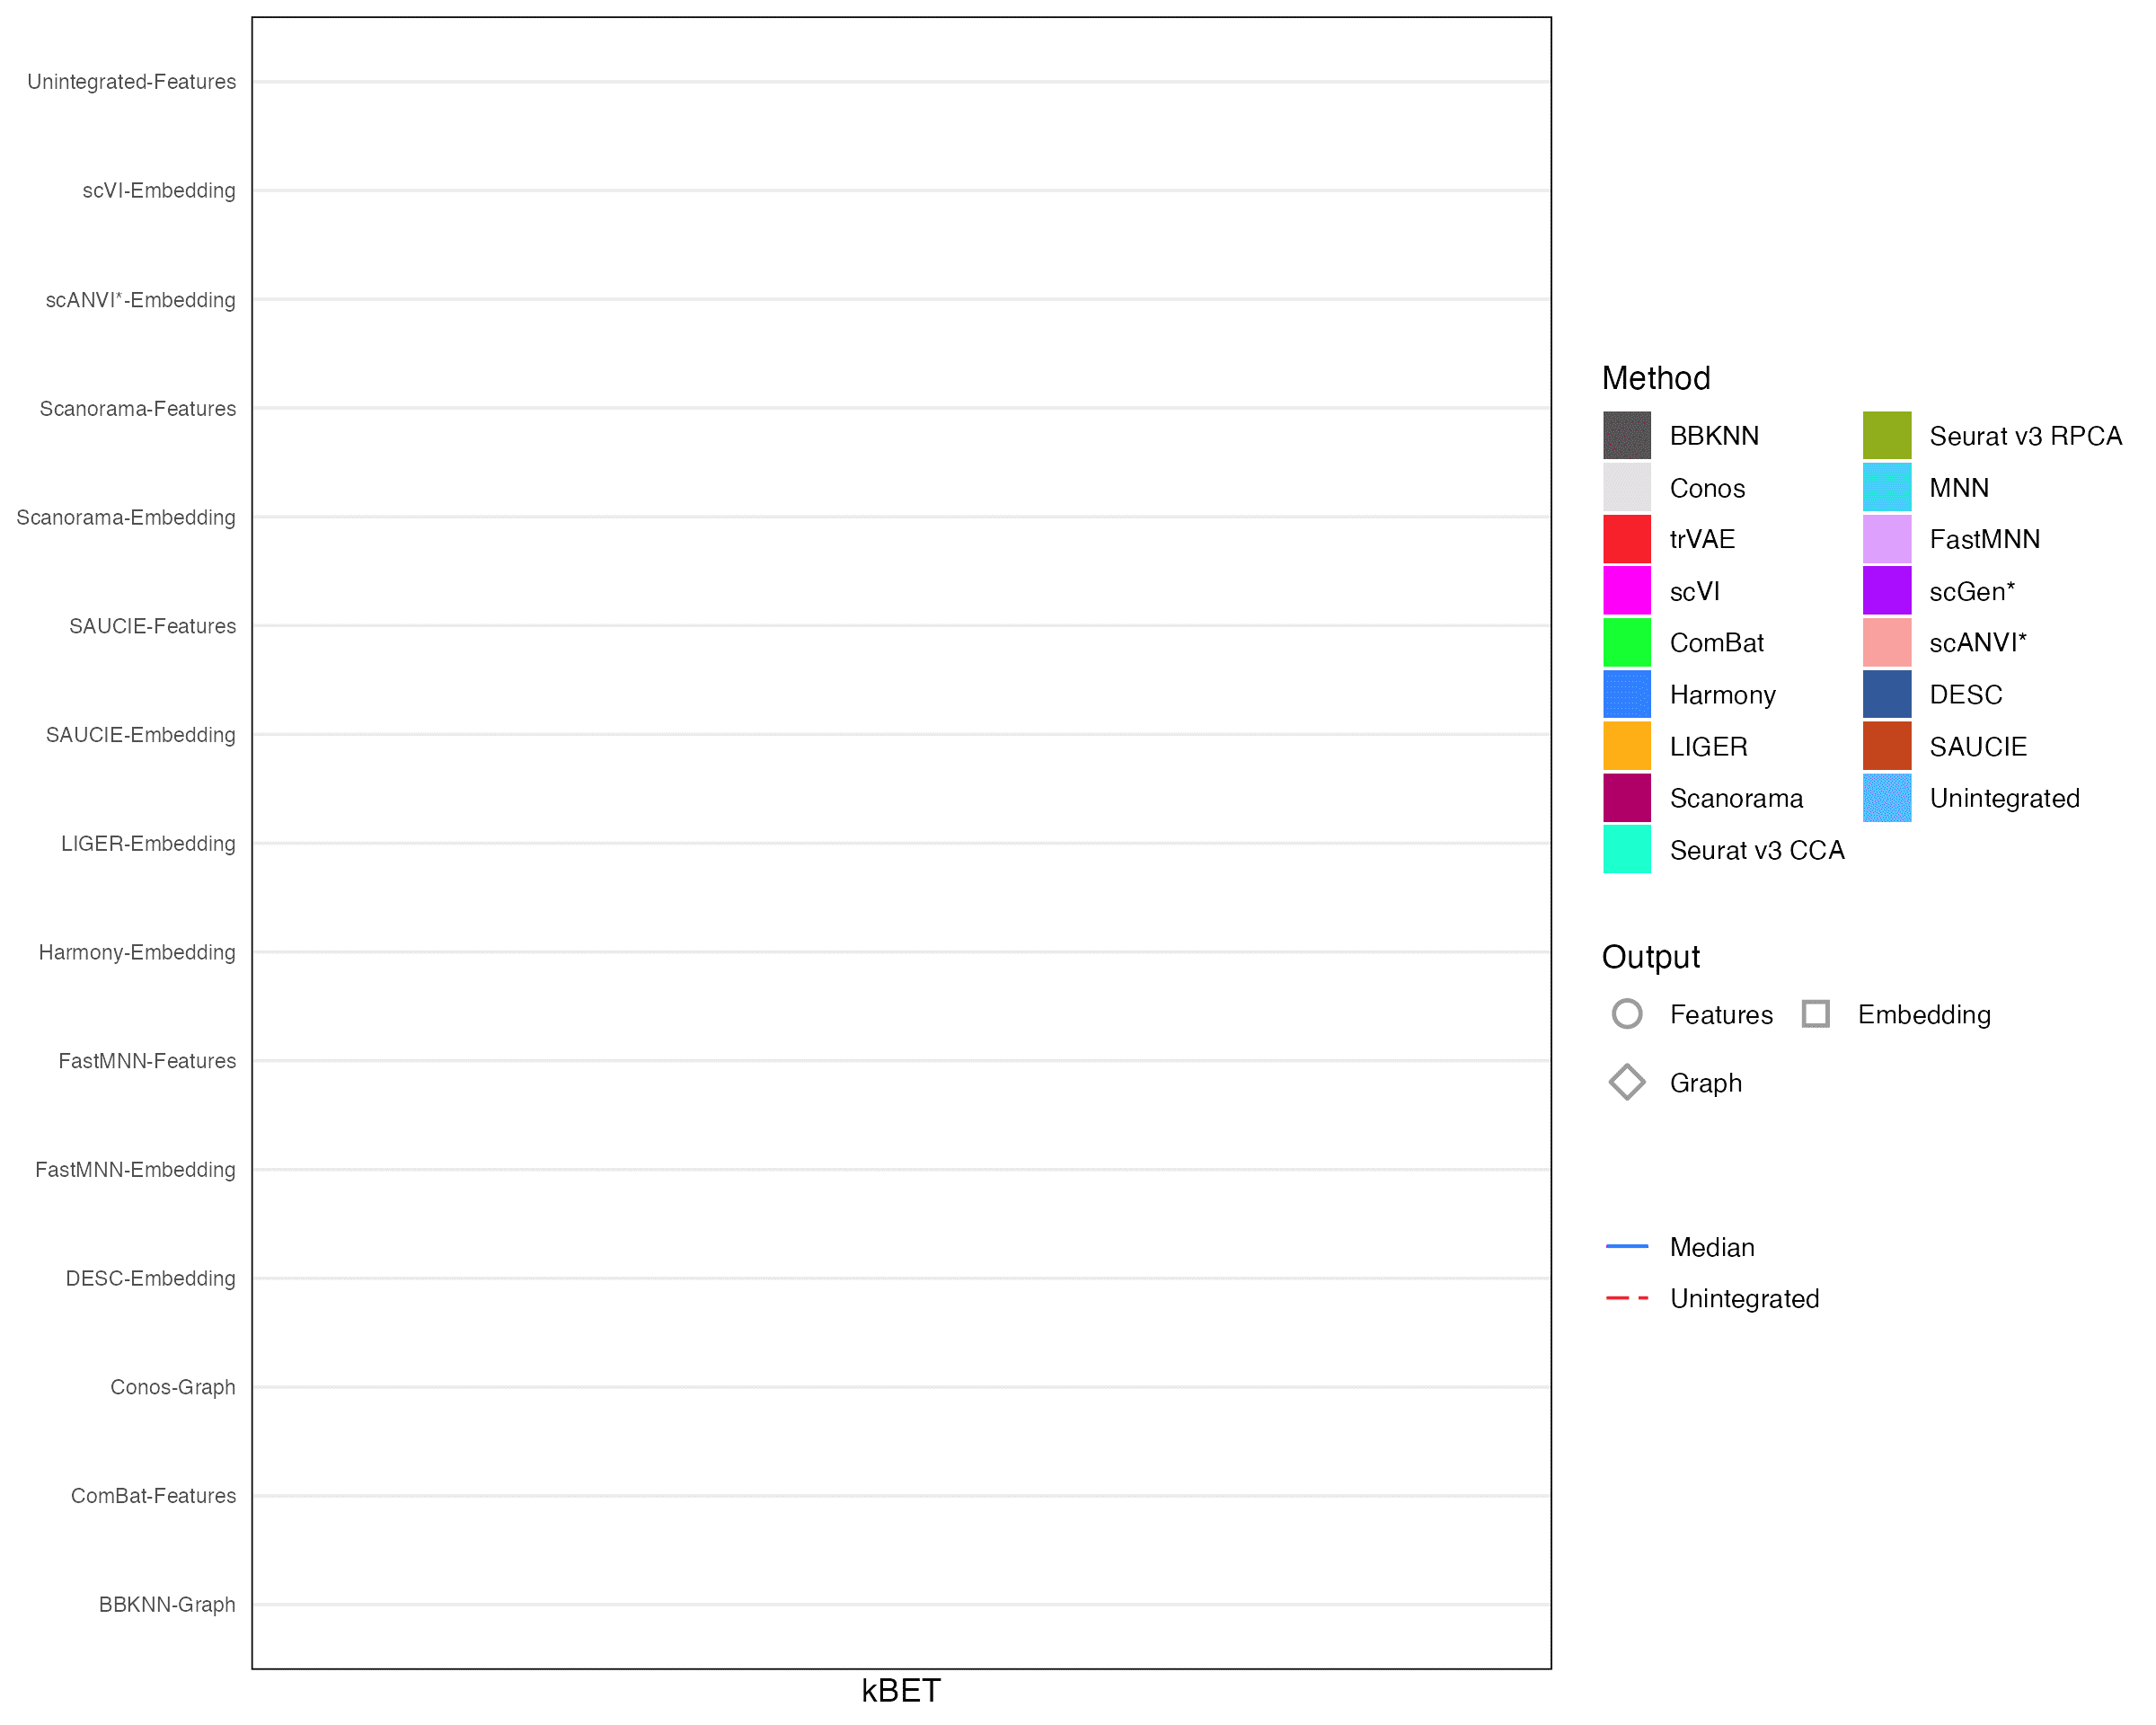 Unintegrated-Features
scVI-Embedding
scANVI*-Embedding
Scanorama-Features
Scanorama-Embedding
SAUCIE-Features
SAUCIE-Embedding
LIGER-Embedding
Harmony-Embedding
FastMNN-Features
FastMNN-Embedding
DESC-Embedding
Conos-Graph
ComBat-Features
BBKNN-Graph
kBET
Method
BBKNN
Conos
trVAE
scVI
ComBat
Harmony
LIGER
Scanorama
Seurat v3 CCA
Seurat v3 RPCA
MNN
FastMNN
scGen*
scANVI*
DESC
SAUCIE
Unintegrated
Output
Features
Embedding
Graph
Median
Unintegrated